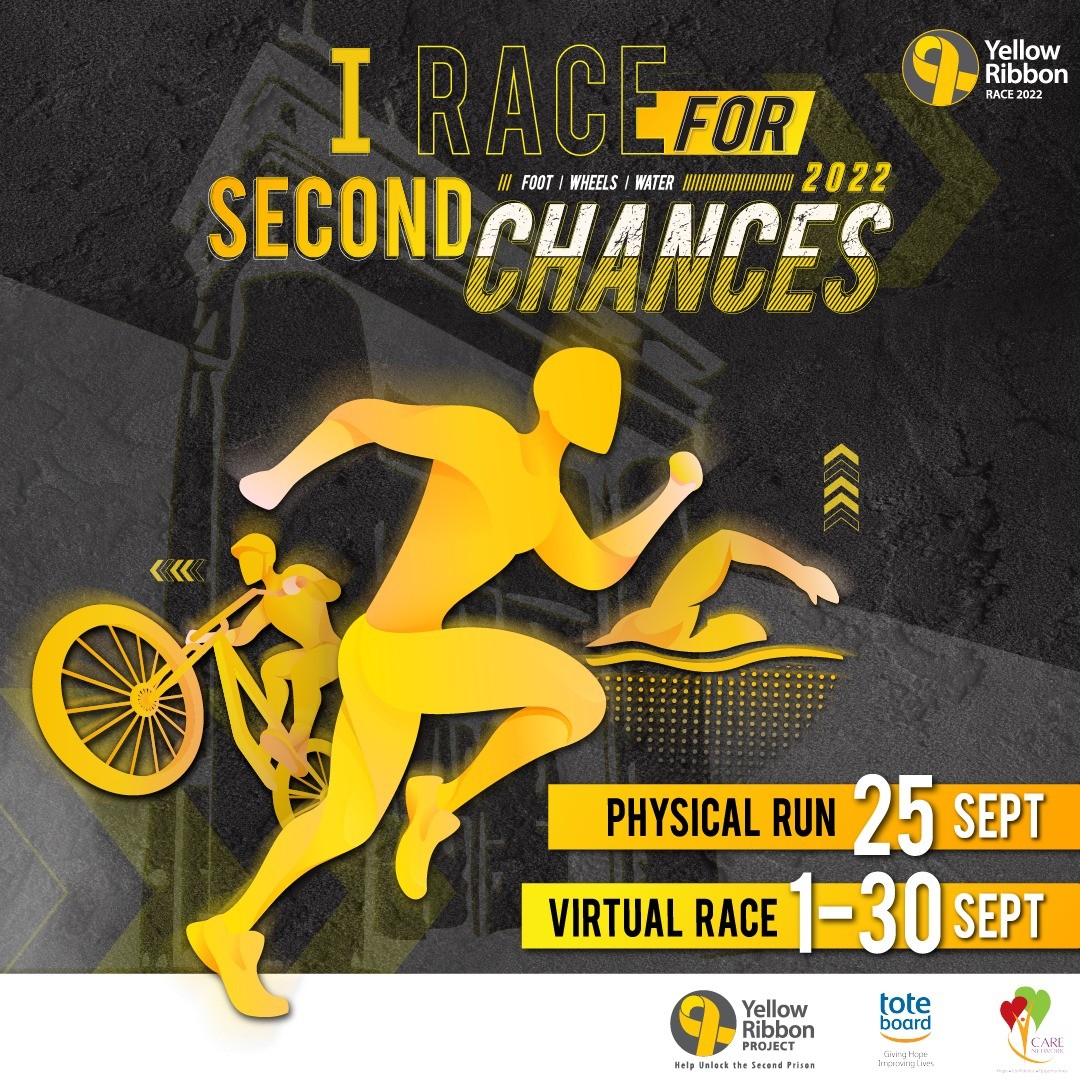 I RACE FOR
FOOT | WHEELS | WATER
2022
SECOND CHANCES
Yellow
Ribbon
RACE 2022
PHYSICAL RUN 25 SEPT
VIRTUAL RACE 1-30 SEPT
Yellow
Ribbon
PROJECT
Help Unlock the Second Prison
tote
board
Giving Hope
Improving Lives
CARE
NETWORK